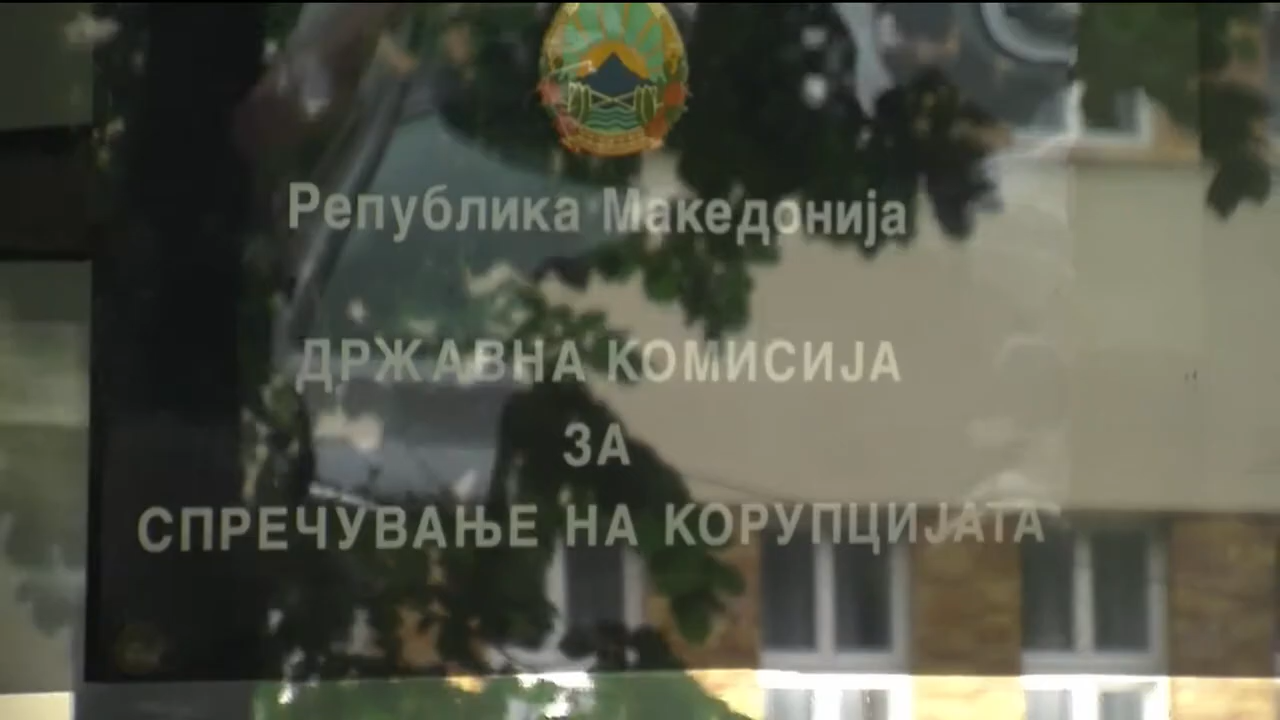 Република Македонија
ДРЖАВНА КОМИСИЈА
ЗА
СПРЕЧУВАЊЕ НА КОРУПЦИЈАТА